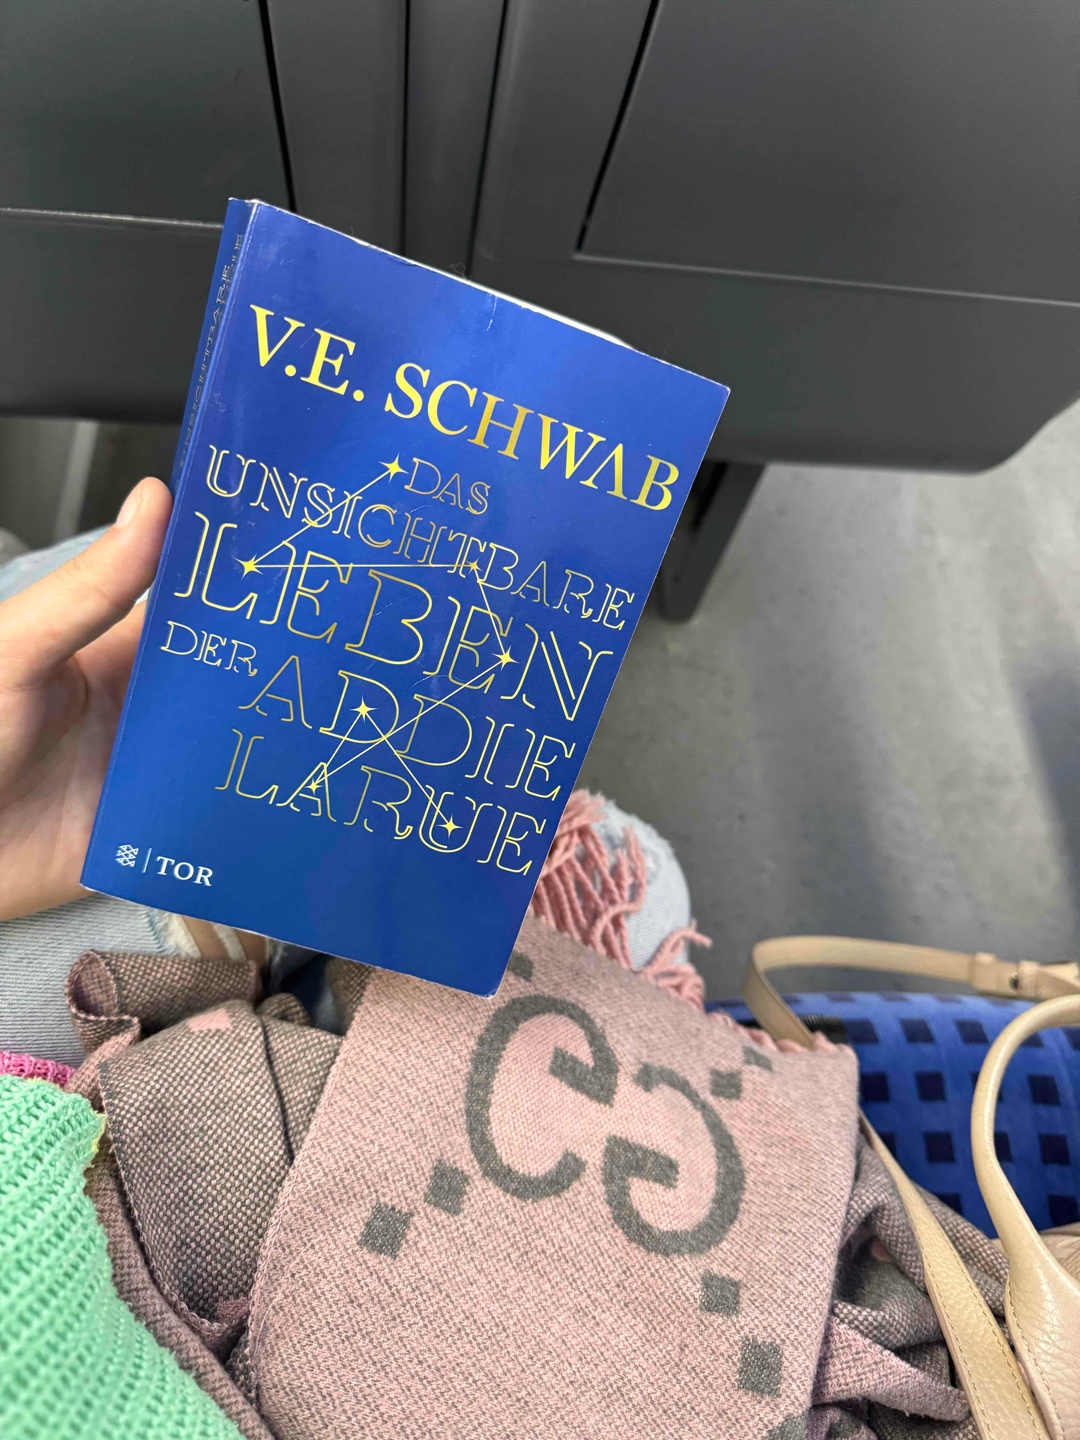 V.E. SCHWAB
DAS
UNSICHTBARE
LEBEN
DER ADDIE
LARUE
TOR